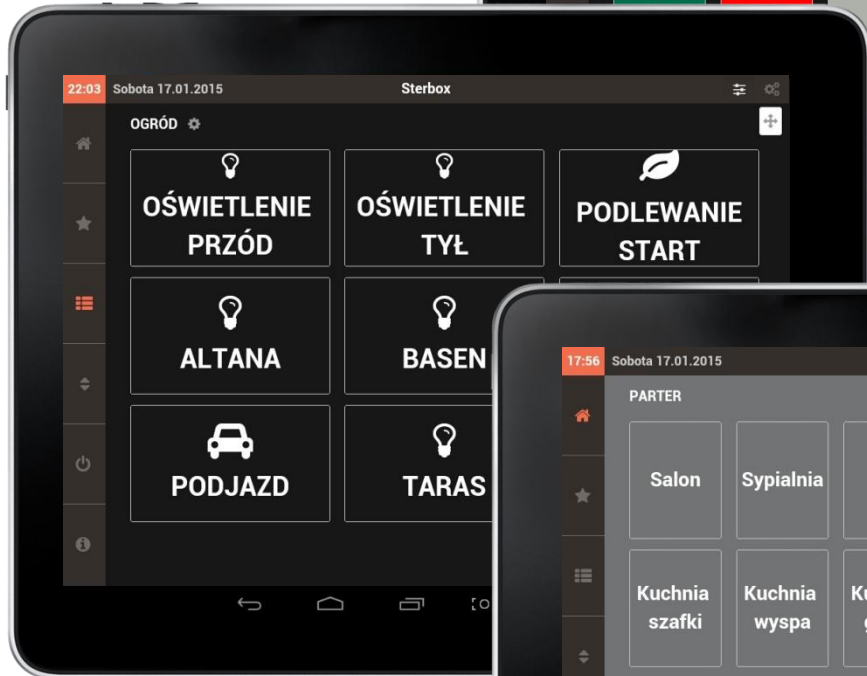 22:03 Sobota 17.01.2015 Sterbox
OGRÓD
OŚWIETLENIE
PRZÓD
OŚWIETLENIE
TYŁ
PODLEWANIE
START
ALTANA
BASEN
PODJAZD
TARAS
17:56 Sobota 17.01.2015
PARTER
Salon
Sypialnia
Kuchnia
szafki
Kuchnia
wyspa